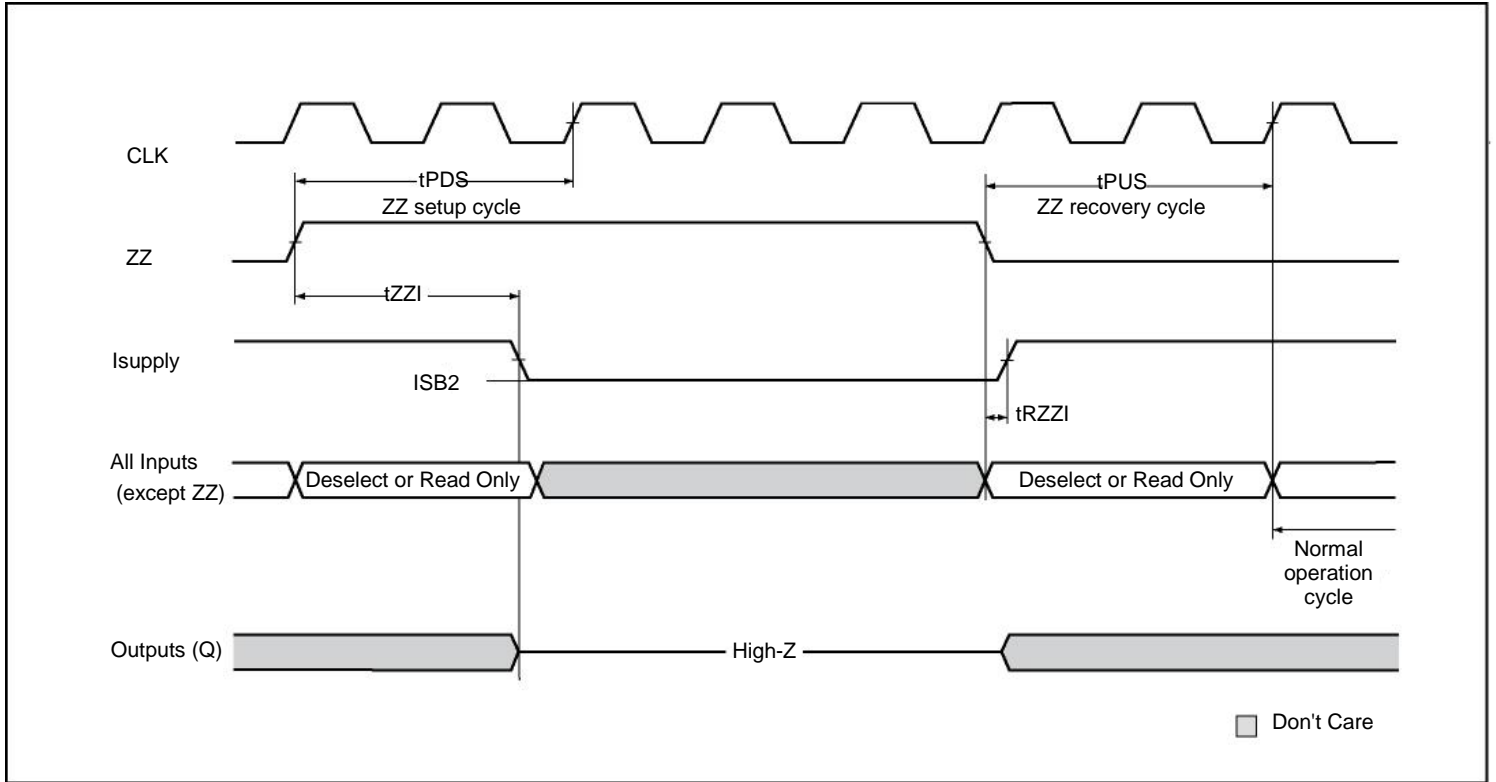 CLK
tPDS
tPUS
ZZ setup cycle
ZZ recovery cycle
ZZ
tZZI
Isupply
ISB2
tRZZI
All Inputs
(except ZZ)
Deselect or Read Only
Deselect or Read Only
Normal
operation
cycle
Outputs (Q)
High-Z
Don't Care